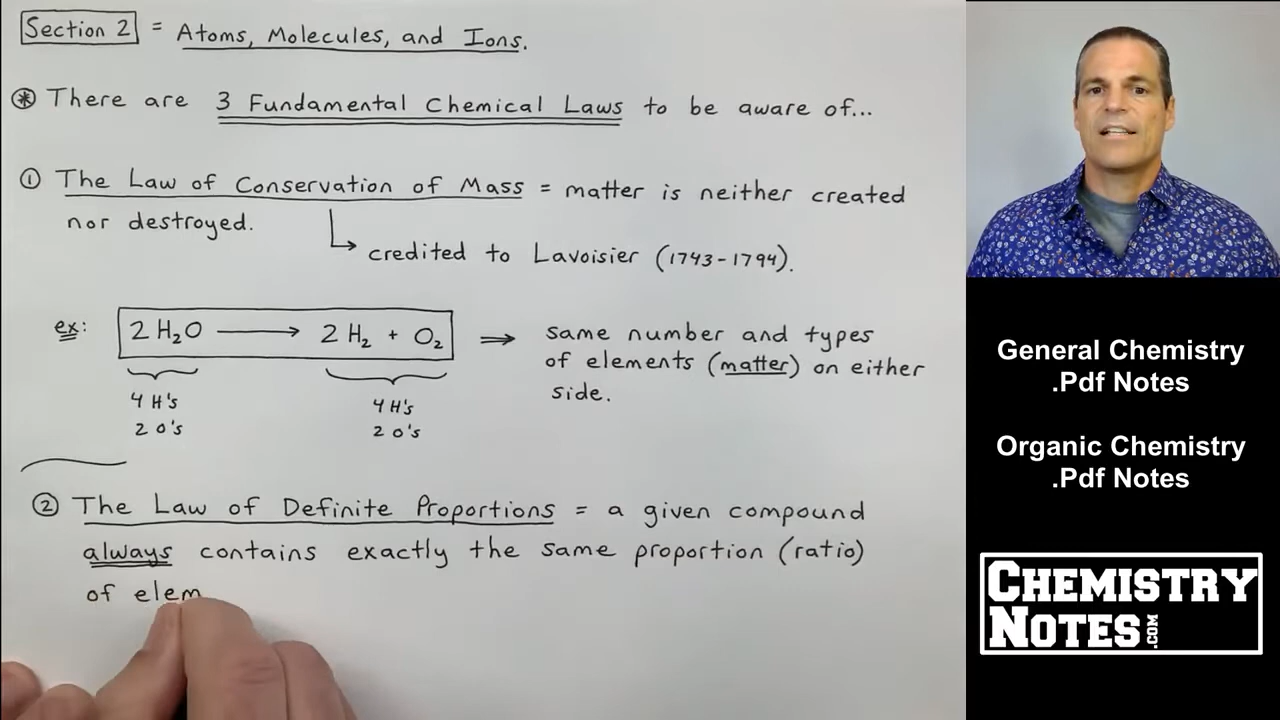 Section 2 = Atoms, Molecules, and Ions.
⊛ There are 3 Fundamental Chemical Laws to be aware of...
① The Law of Conservation of Mass = matter is neither created
nor destroyed.
credited to Lavoisier (1743-1794).
ex: 2 H₂O → 2 H₂ + O₂ ⇒ same number and types
of elements (matter) on either
side.
4 H's
2 O's
4 H's
2 O's
② The Law of Definite Proportions = a given compound
always contains exactly the same proportion (ratio)
of elem
General Chemistry
.Pdf Notes
Organic Chemistry
.Pdf Notes
CHEMISTRY
NOTES.COM